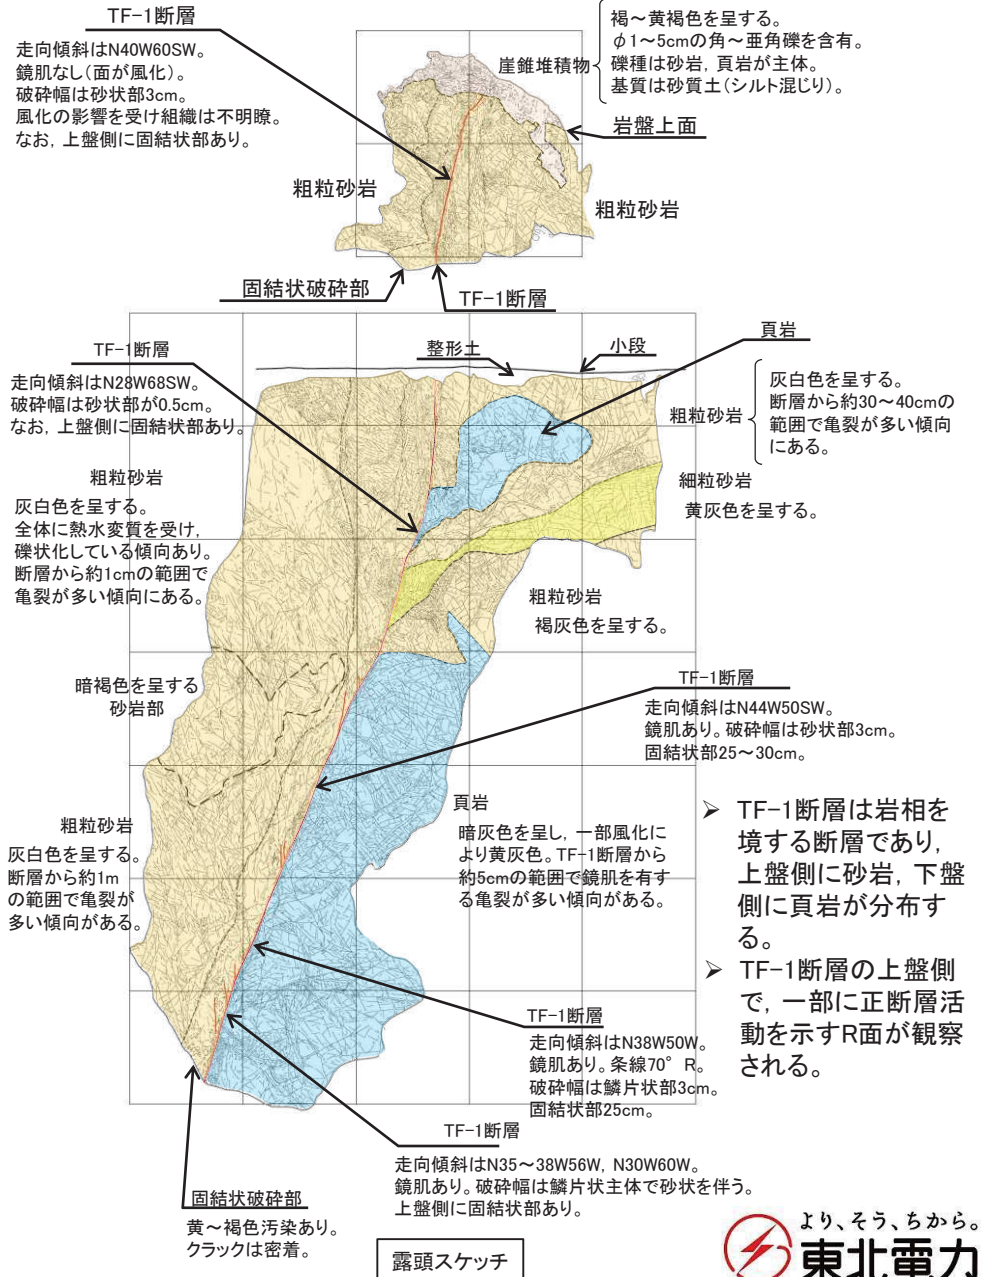 TF-1断層
走向傾斜はN40W60SW。
鏡肌なし(面が風化)。
破砕幅は砂状部3cm。
風化の影響を受け組織は不明瞭。
なお, 上盤側に固結状部あり。
崖錐堆積物
褐～黄褐色を呈する。
φ1～5cmの角～亜角礫を含有。
礫種は砂岩, 頁岩が主体。
基質は砂質土(シルト混じり)。
岩盤上面
粗粒砂岩
粗粒砂岩
固結状破砕部
TF-1断層
TF-1断層
走向傾斜はN28W68SW。
破砕幅は砂状部が0.5cm。
なお, 上盤側に固結状部あり。
整形土
小段
頁岩
粗粒砂岩
灰白色を呈する。
断層から約30～40cmの
範囲で亀裂が多い傾向
にある。
粗粒砂岩
灰白色を呈する。
全体に熱水変質を受け,
礫状化している傾向あり。
断層から約1cmの範囲で
亀裂が多い傾向にある。
細粒砂岩
黄灰色を呈する。
粗粒砂岩
褐灰色を呈する。
暗褐色を呈する
砂岩部
TF-1断層
走向傾斜はN44W50SW。
鏡肌あり。破砕幅は砂状部3cm。
固結状部25～30cm。
粗粒砂岩
灰白色を呈する。
断層から約1m
の範囲で亀裂が
多い傾向がある。
頁岩
暗灰色を呈し, 一部風化に
より黄灰色。TF-1断層から
約5cmの範囲で鏡肌を有す
る亀裂が多い傾向がある。
➢ TF-1断層は岩相を
境する断層であり,
上盤側に砂岩, 下盤
側に頁岩が分布す
る。
➢ TF-1断層の上盤側
で, 一部に正断層活
動を示すR面が観察
される。
TF-1断層
走向傾斜はN38W50W。
鏡肌あり。条線70° R。
破砕幅は鱗片状部3cm。
固結状部25cm。
TF-1断層
走向傾斜はN35～38W56W, N30W60W。
鏡肌あり。破砕幅は鱗片状主体で砂状を伴う。
上盤側に固結状部あり。
固結状破砕部
黄～褐色汚染あり。
クラックは密着。
露頭スケッチ
より、そう、ちから。
東北電力